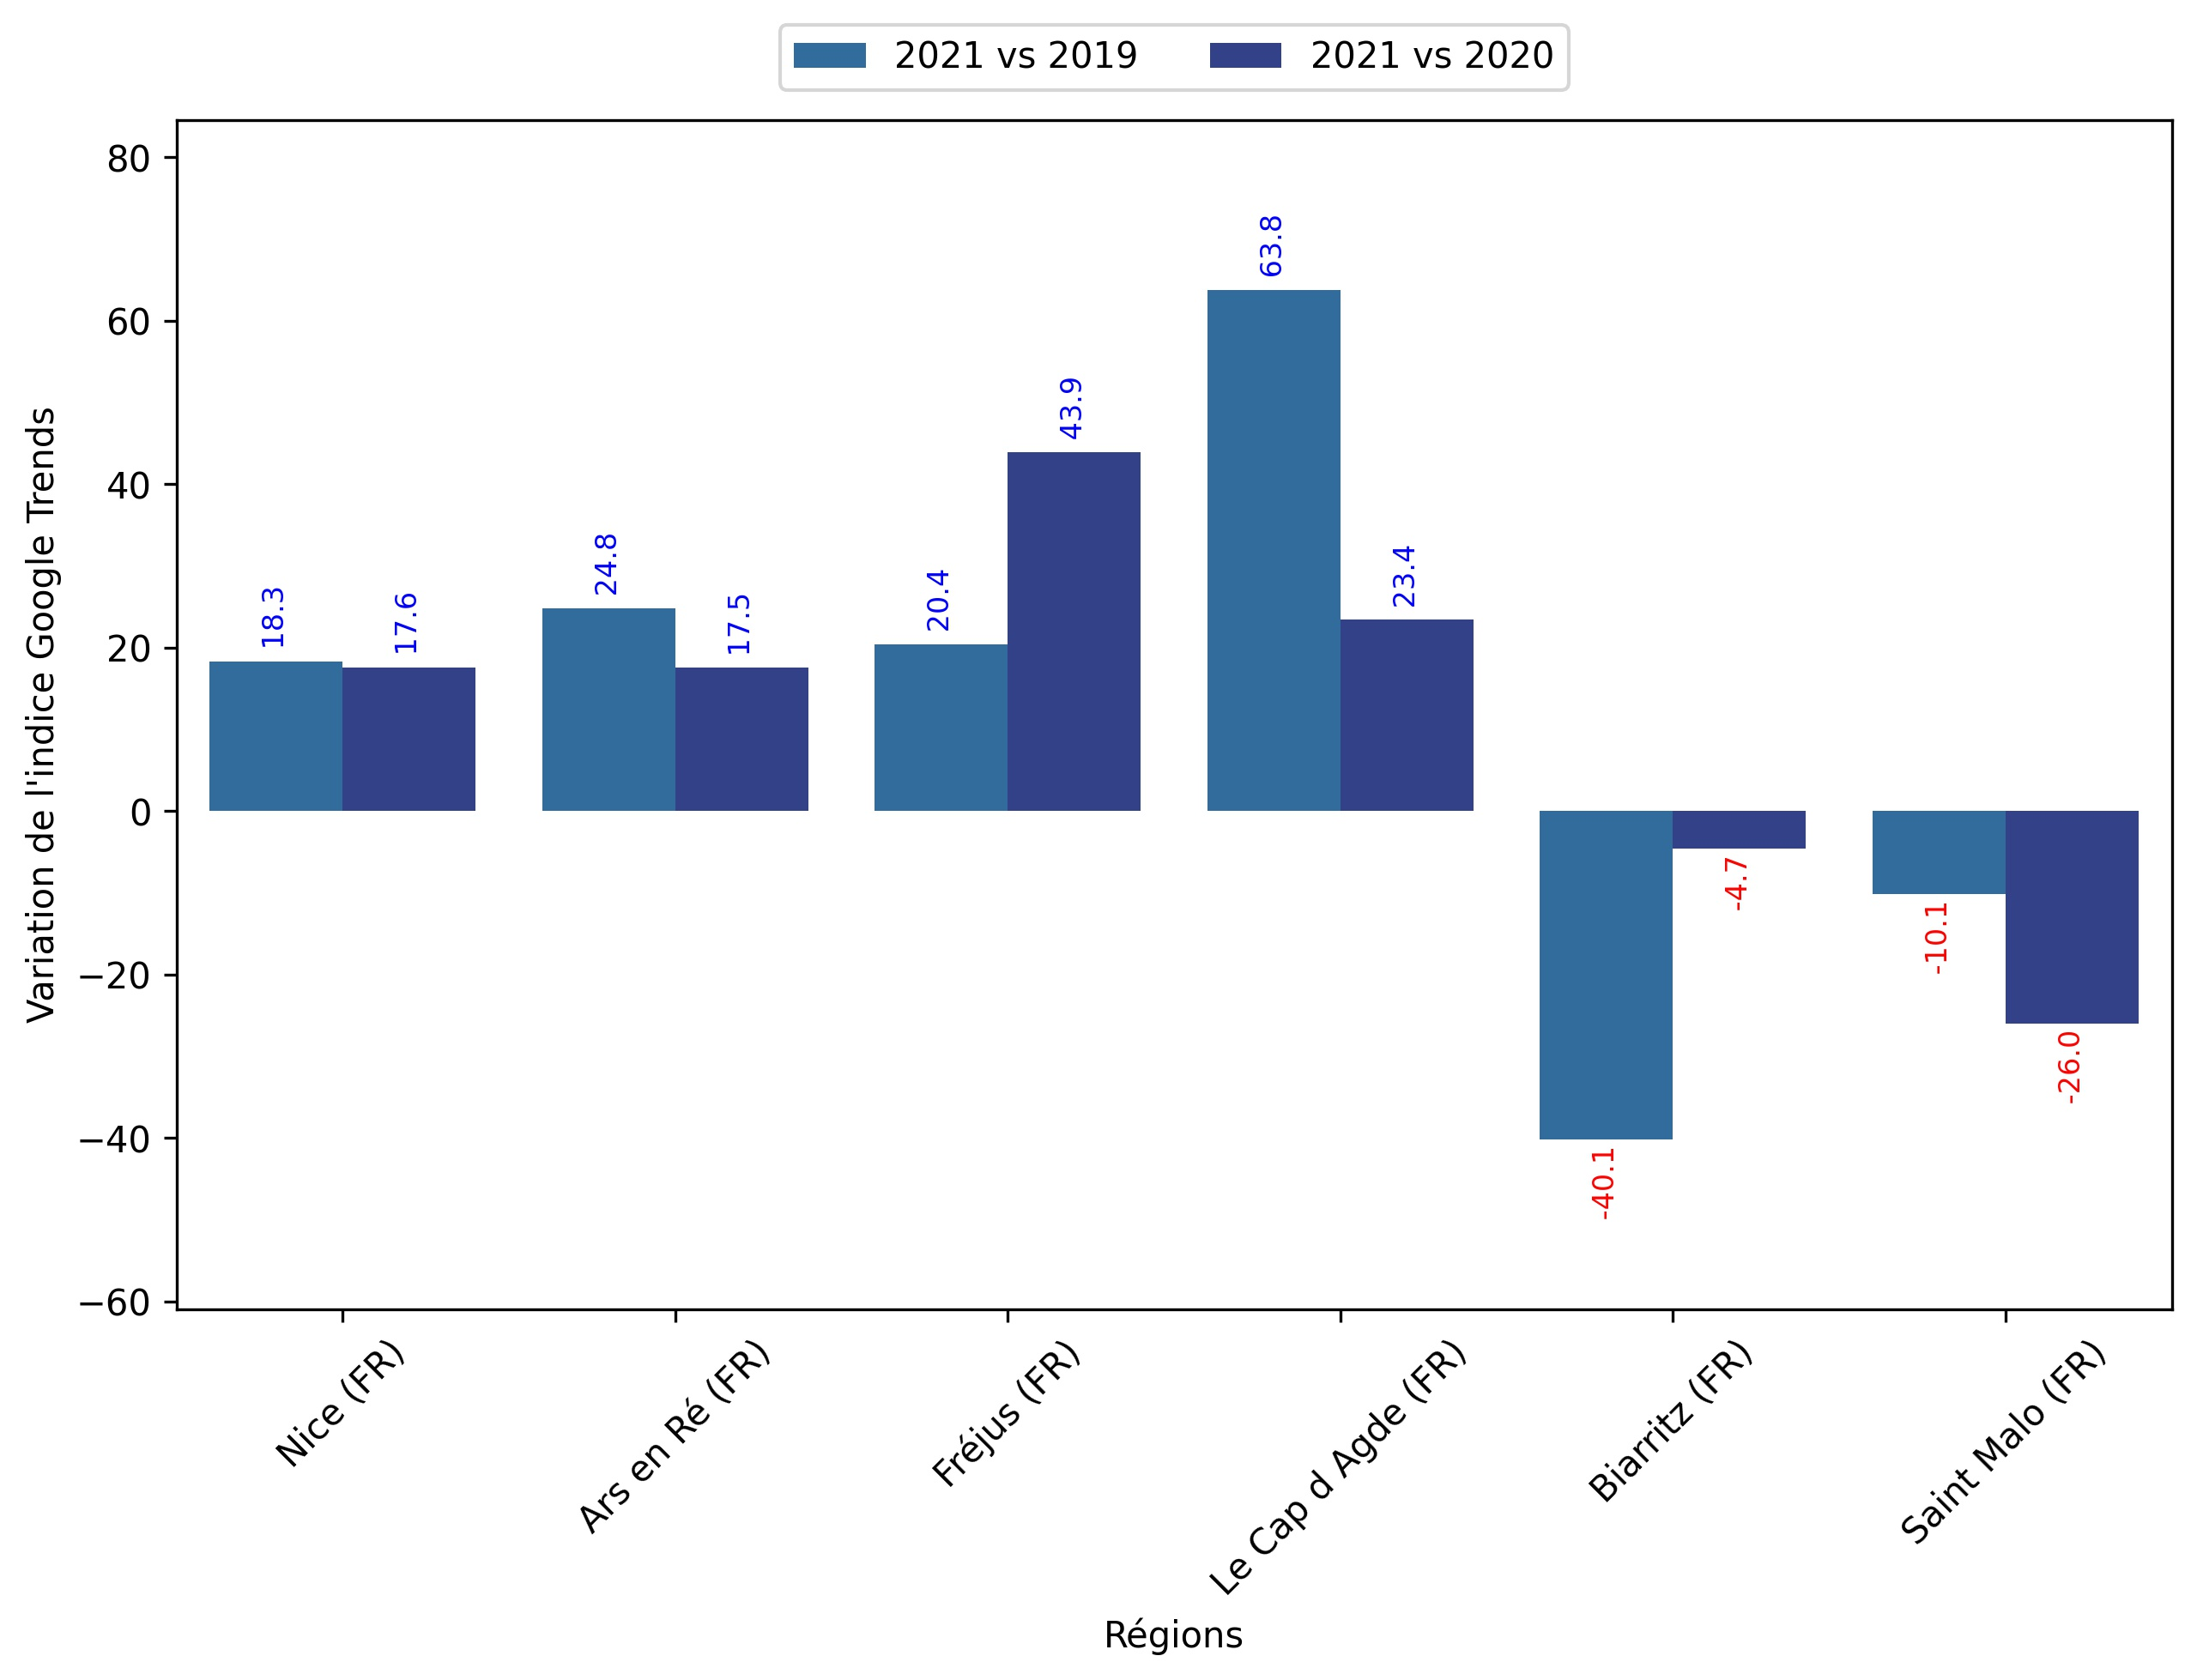 2021 vs 2019
2021 vs 2020
Variation de l'indice Google Trends
80
60
40
20
0
−20
−40
−60
18.3
17.6
24.8
17.5
20.4
43.9
63.8
23.4
-40.1
-4.7
-10.1
-26.0
Nice (FR)
Ars en Ré (FR)
Fréjus (FR)
Le Cap d Agde (FR)
Biarritz (FR)
Saint Malo (FR)
Régions